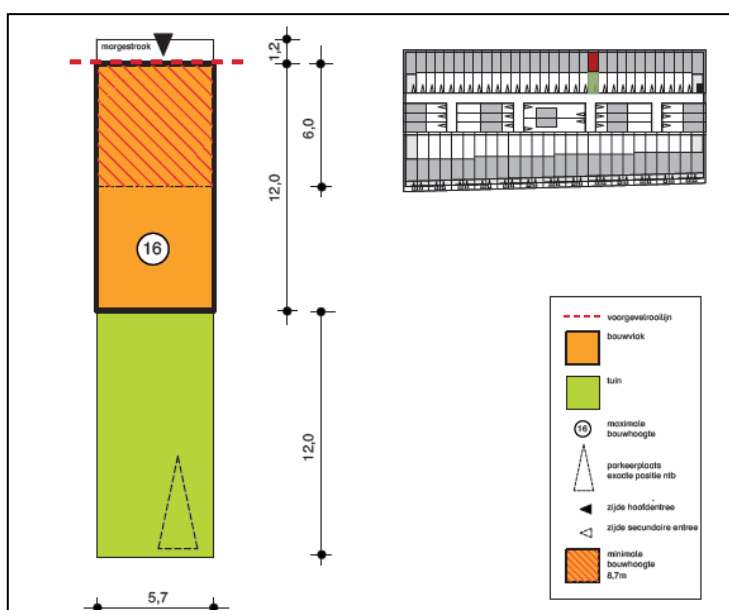 margestrook
1,2
6,0
12,0
16
12,0
5,7
voorgevelrooilijn
bouwvlak
tuin
16
maximale
bouwhoogte
parkeerplaats
exacte positie ntb
zijde hoofdentree
zijde secundaire entree
minimale
bouwhoogte
8,7m